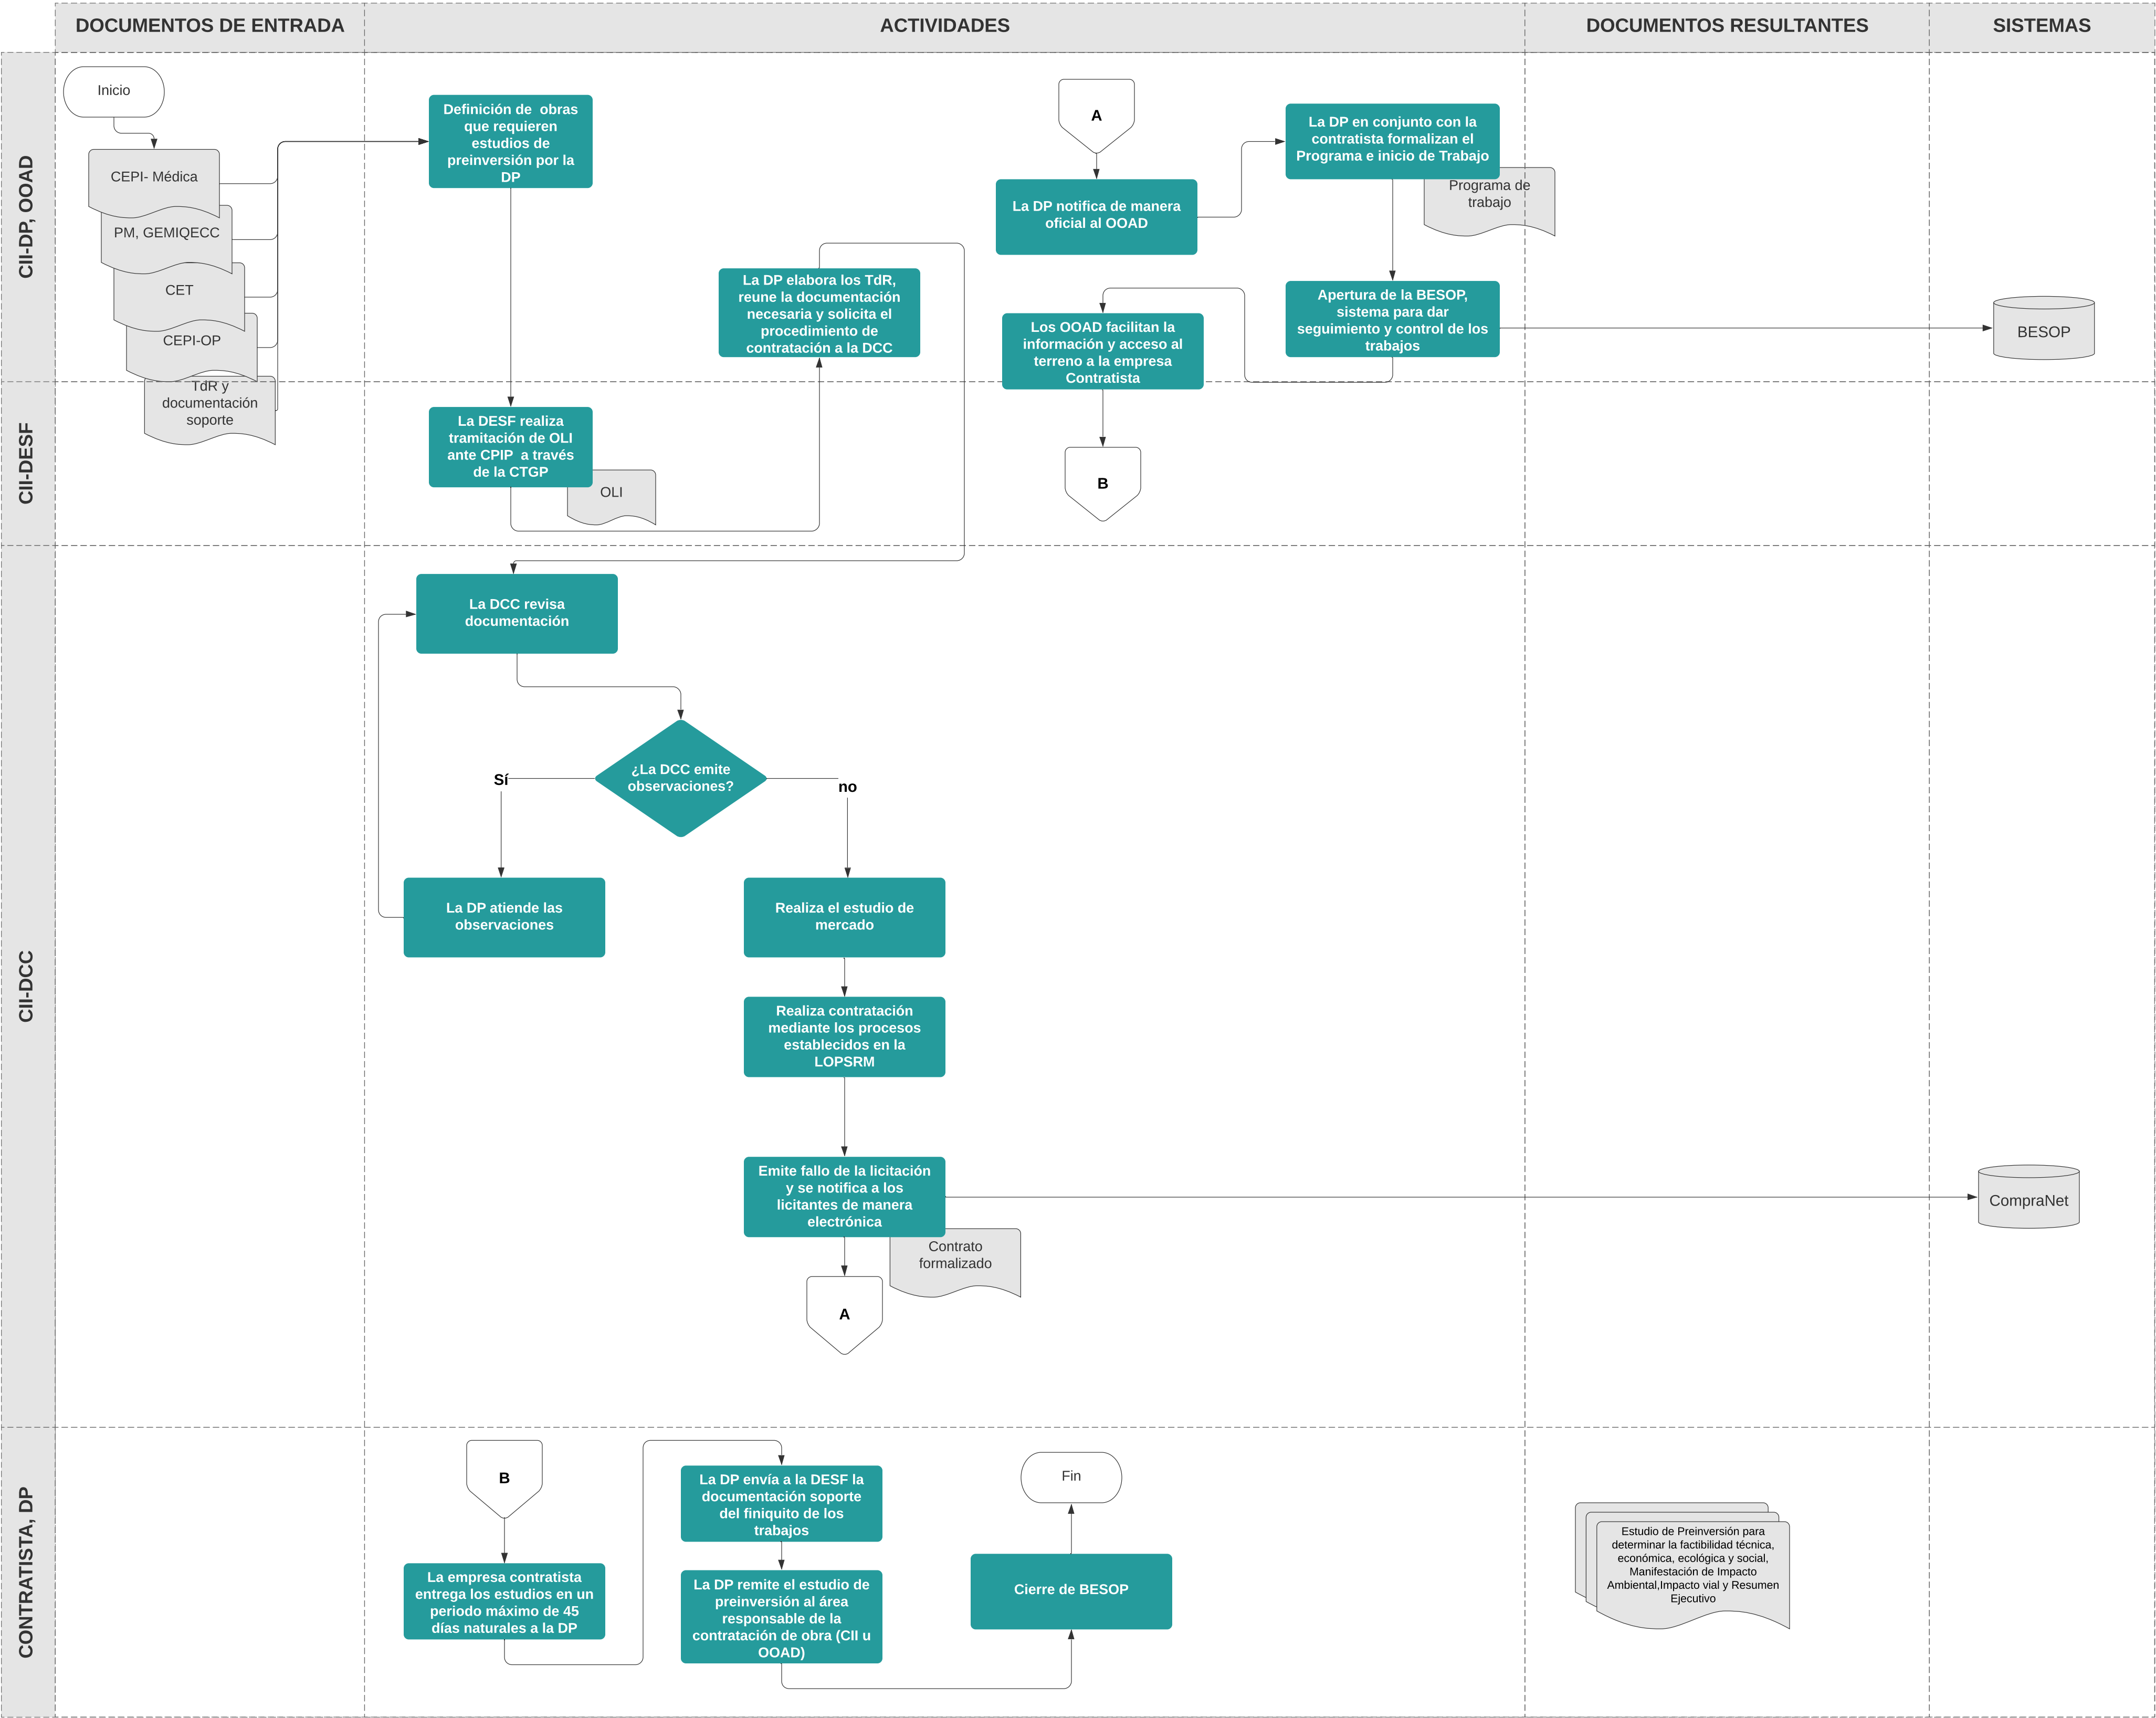 DOCUMENTOS DE ENTRADA
ACTIVIDADES
DOCUMENTOS RESULTANTES
SISTEMAS
CII-DP, OOAD
Inicio
CEPI- Médica
PM, GEMIQECC
CET
CEPI-OP
TdR y
documentación
soporte
Definición de  obras
que requieren
estudios de
preinversión por la
DP
La DP elabora los TdR,
reune la documentación
necesaria y solicita el
procedimiento de
contratación a la DCC
A
La DP notifica de manera
oficial al OOAD
La DP en conjunto con la
contratista formalizan el
Programa e inicio de Trabajo
Programa de
trabajo
Apertura de la BESOP,
sistema para dar
seguimiento y control de los
trabajos
Los OOAD facilitan la
información y acceso al
terreno a la empresa
Contratista
BESOP
CII-DESF
La DESF realiza
tramitación de OLI
ante CPIP  a través
de la CTGP
OLI
B
CII-DCC
La DCC revisa
documentación
¿La DCC emite
observaciones?
Sí
no
La DP atiende las
observaciones
Realiza el estudio de
mercado
Realiza contratación
mediante los procesos
establecidos en la
LOPSRM
Emite fallo de la licitación
y se notifica a los
licitantes de manera
electrónica
Contrato
formalizado
A
CompraNet
CONTRATISTA, DP
B
La empresa contratista
entrega los estudios en un
periodo máximo de 45
días naturales a la DP
La DP envía a la DESF la
documentación soporte
del finiquito de los
trabajos
La DP remite el estudio de
preinversión al área
responsable de la
contratación de obra (CII u
OOAD)
Fin
Cierre de BESOP
Estudio de Preinversión para
determinar la factibilidad técnica,
económica, ecológica y social,
Manifestación de Impacto
Ambiental,Impacto vial y Resumen
Ejecutivo